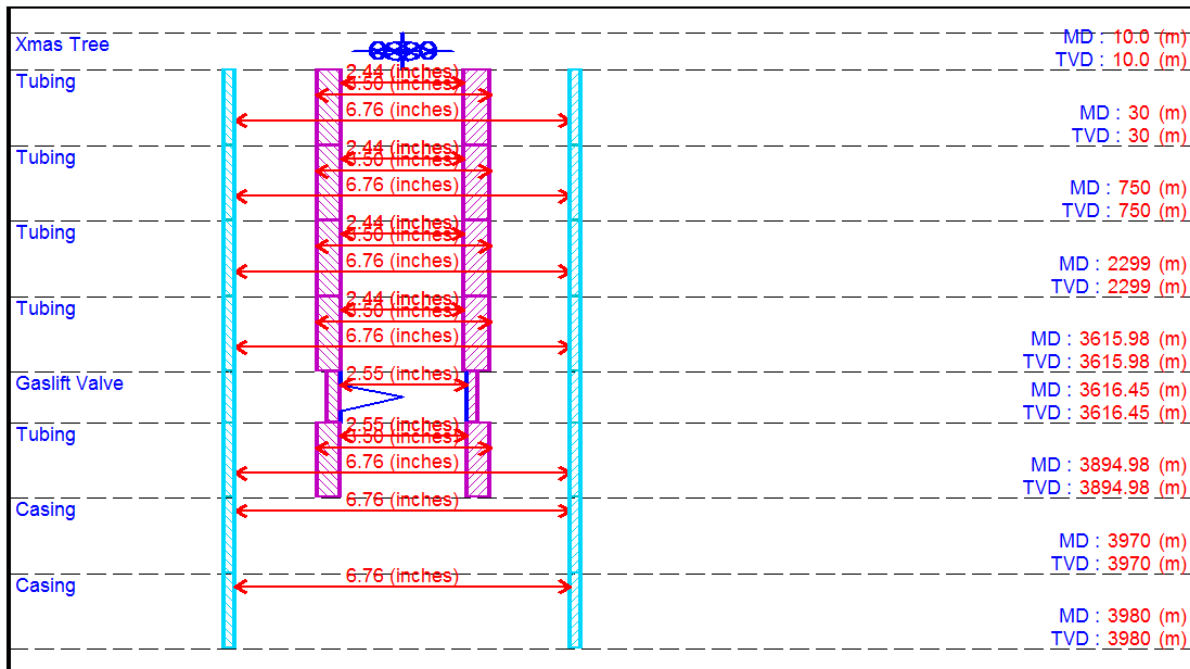 Xmas Tree
MD : 10.0 (m)
TVD : 10.0 (m)
2.44 (inches)
Tubing
3.50 (inches)
6.76 (inches)
MD : 30 (m)
TVD : 30 (m)
2.44 (inches)
Tubing
3.50 (inches)
6.76 (inches)
MD : 750 (m)
TVD : 750 (m)
2.44 (inches)
Tubing
3.50 (inches)
6.76 (inches)
MD : 2299 (m)
TVD : 2299 (m)
2.44 (inches)
Tubing
3.50 (inches)
6.76 (inches)
MD : 3615.98 (m)
TVD : 3615.98 (m)
Gaslift Valve
2.55 (inches)
MD : 3616.45 (m)
TVD : 3616.45 (m)
2.55 (inches)
Tubing
3.50 (inches)
6.76 (inches)
MD : 3894.98 (m)
TVD : 3894.98 (m)
6.76 (inches)
Casing
MD : 3970 (m)
TVD : 3970 (m)
6.76 (inches)
Casing
MD : 3980 (m)
TVD : 3980 (m)